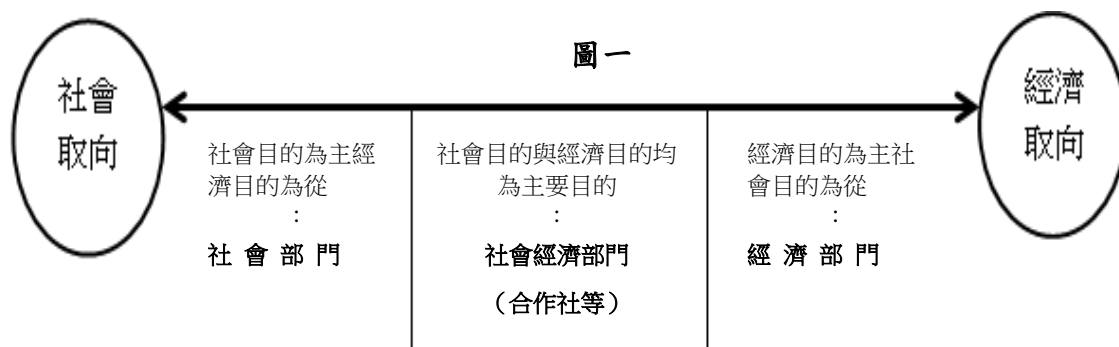 圖一
社會
取向
社會目的為主經
濟目的為從
：
社會部門
社會目的與經濟目的均
為主要目的
：
社會經濟部門
（合作社等）
經濟目的為主社
會目的為從
：
經濟部門
經濟
取向